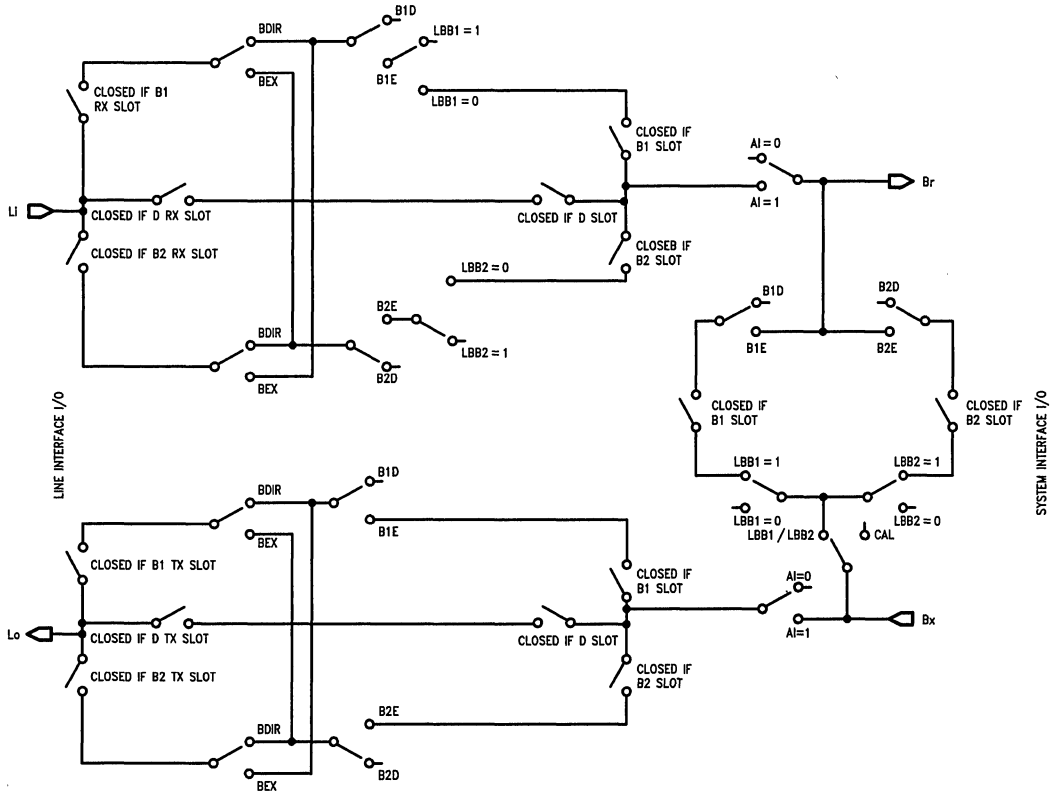 B1D
BDIR
LBB1 = 1
B1E
BEX
CLOSED IF B1
RX SLOT
LBB1 = 0
CLOSED IF
B1 SLOT
AI = 0
Br
AI = 1
LI
CLOSED IF D RX SLOT
CLOSED IF D SLOT
CLOSED IF B2 RX SLOT
CLOSEB IF
B2 SLOT
LBB2 = 0
B1D
B2D
B2E
BDIR
LBB2 = 1
B1E
B2E
BEX
B2D
LINE INTERFACE I/O
CLOSED IF
B1 SLOT
CLOSED IF
B2 SLOT
SYSTEM INTERFACE I/O
B1D
LBB1 = 1
LBB2 = 1
BDIR
BEX
B1E
LBB1 = 0
LBB2 = 0
LBB1 / LBB2
CAL
CLOSED IF B1 TX SLOT
CLOSED IF
B1 SLOT
AI=0
Bx
AI=1
Lo
CLOSED IF D TX SLOT
CLOSED IF D SLOT
CLOSED IF B2 TX SLOT
CLOSED IF
B2 SLOT
B2E
BDIR
B2D
BEX